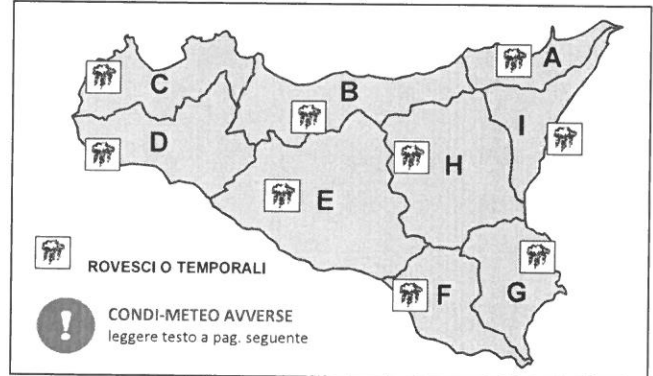 A
C
B
I
D
H
E
F
G
ROVESCI O TEMPORALI
CONDI-METEO AVVERSE
leggere testo a pag. seguente